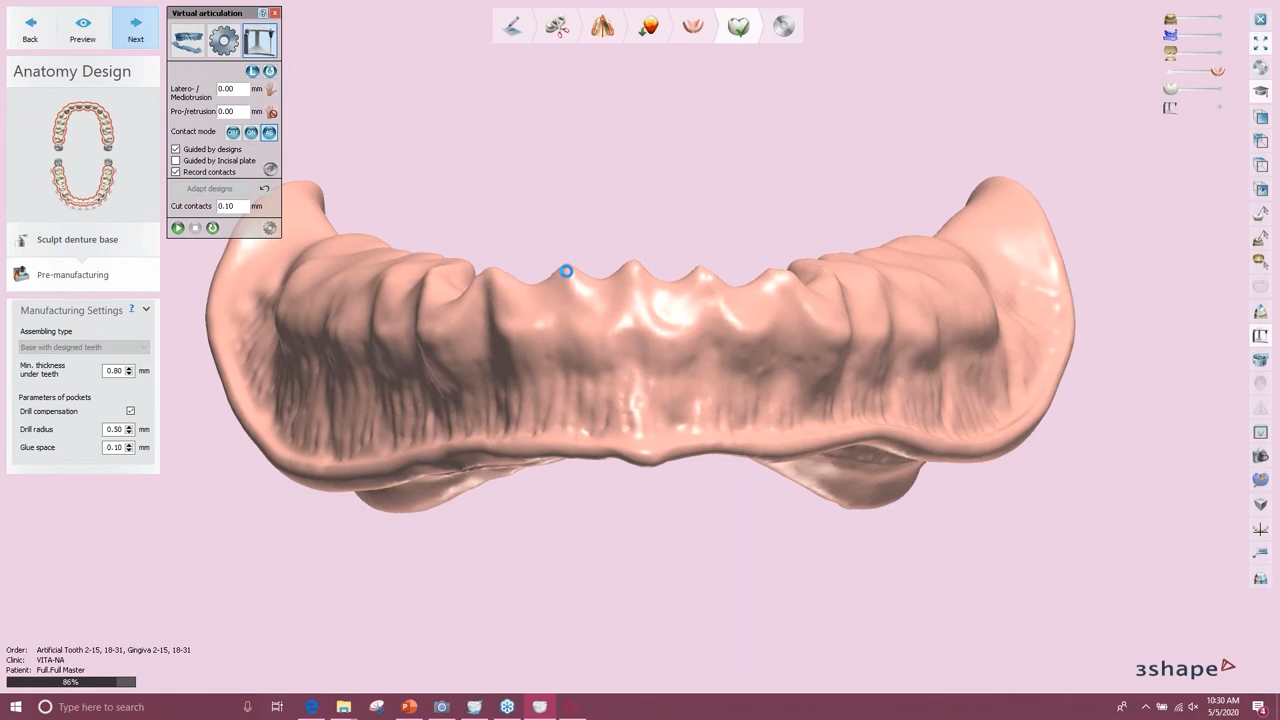 Back
Preview
Next
Anatomy Design
Sculpt denture base
Pre-manufacturing
Manufacturing Settings ?
Assembling type
Base with designed teeth
Min. thickness
under teeth
0.80 mm
Parameters of pockets
Drill compensation
Drill radius 0.50 mm
Glue space 0.10 mm
Virtual articulation ? x
L
Latero- /
Mediotrusion
0.00 mm
Pro-/retrusion 0.00 mm
Contact mode OFF ON AS
Guided by designs
Guided by Incisal plate
Record contacts
Adapt designs
Cut contacts 0.10 mm
Order: Artificial Tooth 2-15, 18-31, Gingiva 2-15, 18-31
Clinic: VITA-NA
Patient: Full.Full Master
86%
3shape
Type here to search
10:30 AM
5/5/2020
4